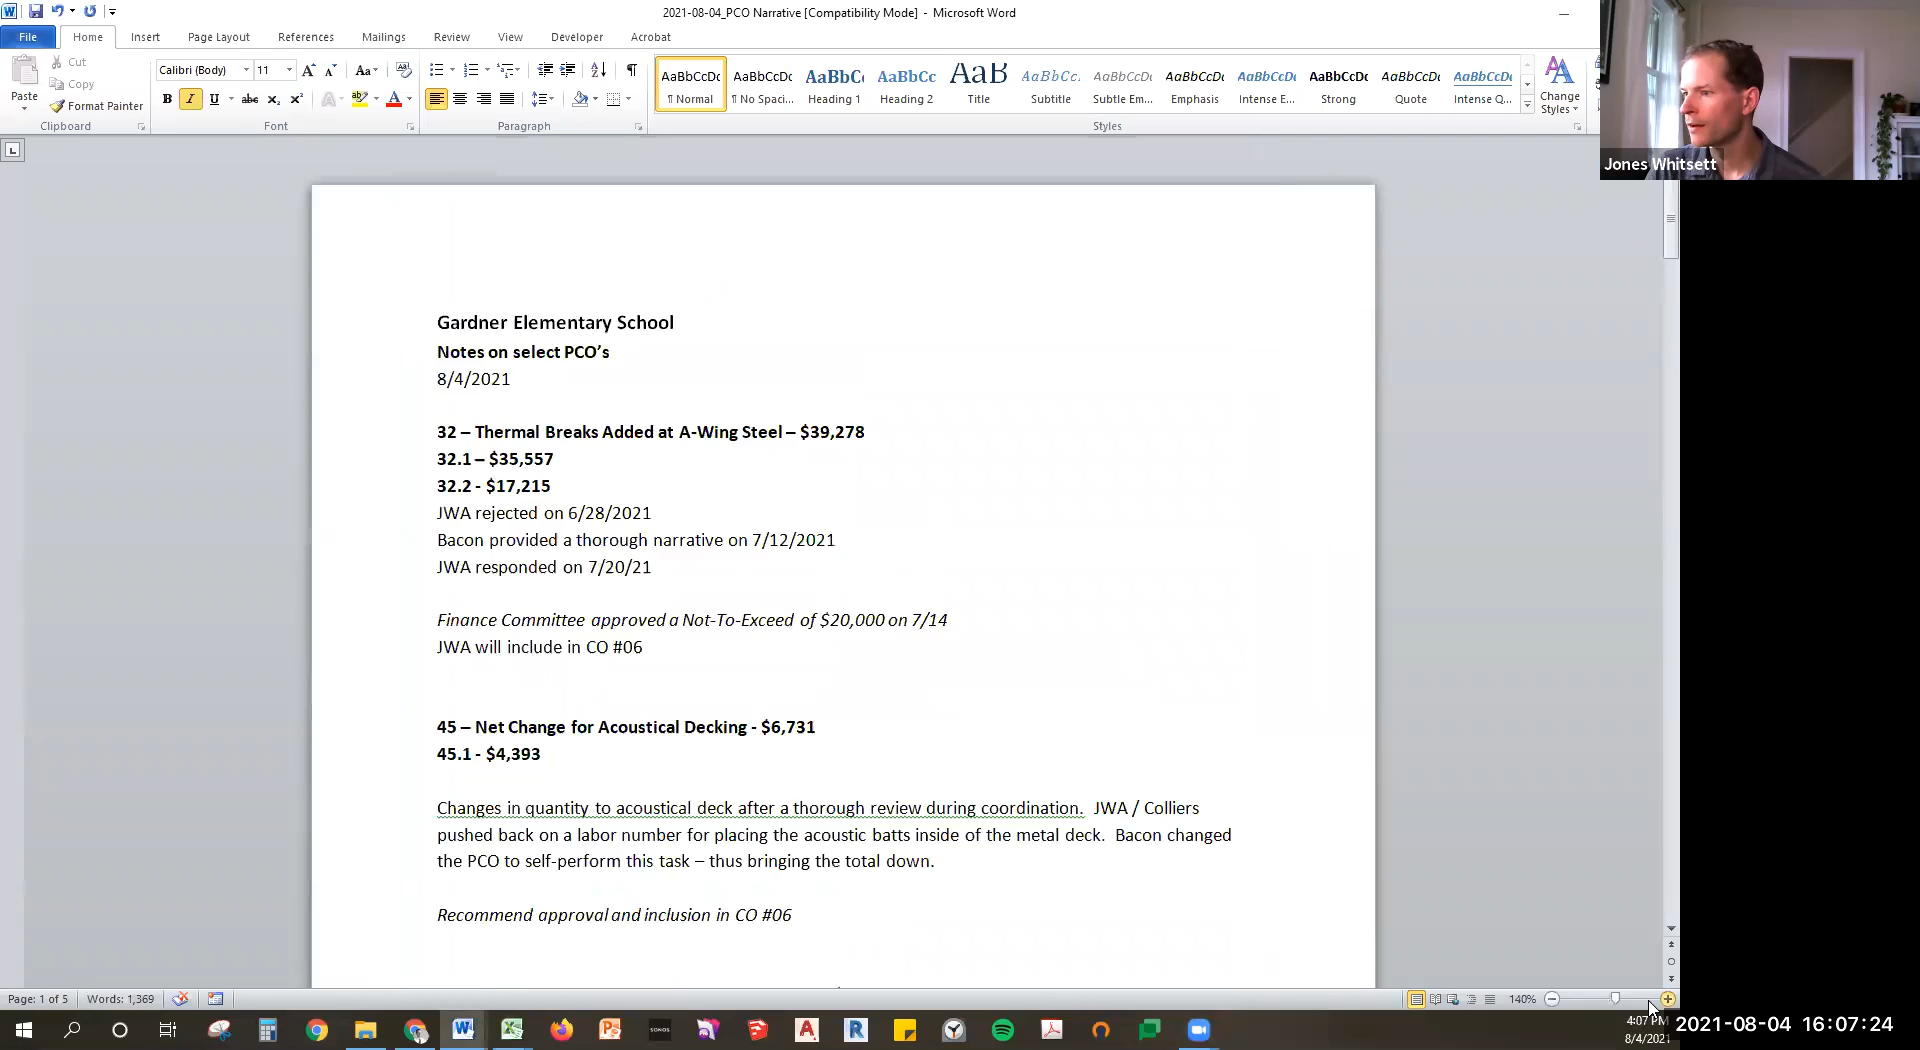 2021-08-04_PCO Narrative [Compatibility Mode] - Microsoft Word
File Home Insert Page Layout References Mailings Review View Developer Acrobat
Paste
Cut
Copy
Format Painter
Clipboard
Calibri (Body) 11
Font
Paragraph
AaBbCcDc AaBbCcDc AaBbC AaBbCc AaB AaBbCc. AaBbCcDc AaBbCcDc AaBbCcDc AaBbCcDc AaBbCcDc AaBbCcDc
¶ Normal ¶ No Spaci... Heading 1 Heading 2 Title Subtitle Subtle Em... Emphasis Intense E... Strong Quote Intense Q...
Styles
Change
Styles
Jones Whitsett
Gardner Elementary School
Notes on select PCO’s
8/4/2021
32 – Thermal Breaks Added at A-Wing Steel – $39,278
32.1 – $35,557
32.2 - $17,215
JWA rejected on 6/28/2021
Bacon provided a thorough narrative on 7/12/2021
JWA responded on 7/20/21
Finance Committee approved a Not-To-Exceed of $20,000 on 7/14
JWA will include in CO #06
45 – Net Change for Acoustical Decking - $6,731
45.1 - $4,393
Changes in quantity to acoustical deck after a thorough review during coordination. JWA / Colliers
pushed back on a labor number for placing the acoustic batts inside of the metal deck. Bacon changed
the PCO to self-perform this task – thus bringing the total down.
Recommend approval and inclusion in CO #06
Page: 1 of 5 Words: 1,369
140%
SONOS
4:07 PM
8/4/2021
2021-08-04 16:07:24